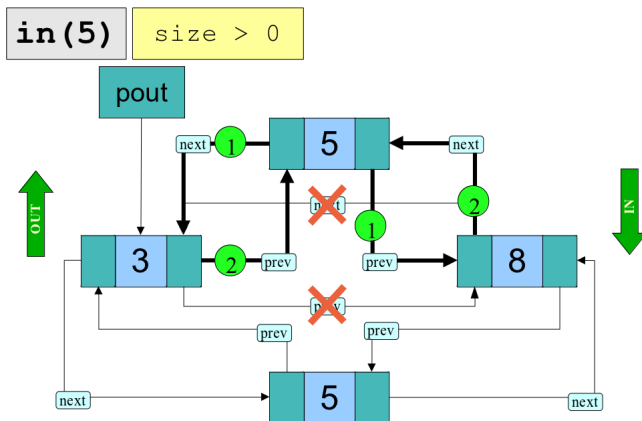 in(5)
size > 0
pout
next
1
5
next
OUT
next
2
IN
1
3
2
prev
prev
8
prev
prev
prev
next
5
next